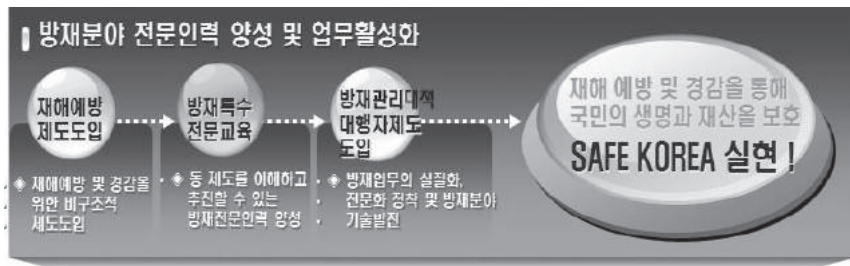 방재분야 전문인력 양성 및 업무활성화
재해예방
제도도입
방재특수
전문교육
방재관리대책
대행자제도
도입
재해 예방 및 경감을 통해
국민의 생명과 재산을 보호
SAFE KOREA 실현 !
◈ 재해예방 및 경감을
위한 비구조적
제도도입
◈ 동 제도를 이해하고
추진할 수 있는
방재전문인력 양성
◈ 방재업무의 실질화,
전문화 정착 및 방재분야
기술발전